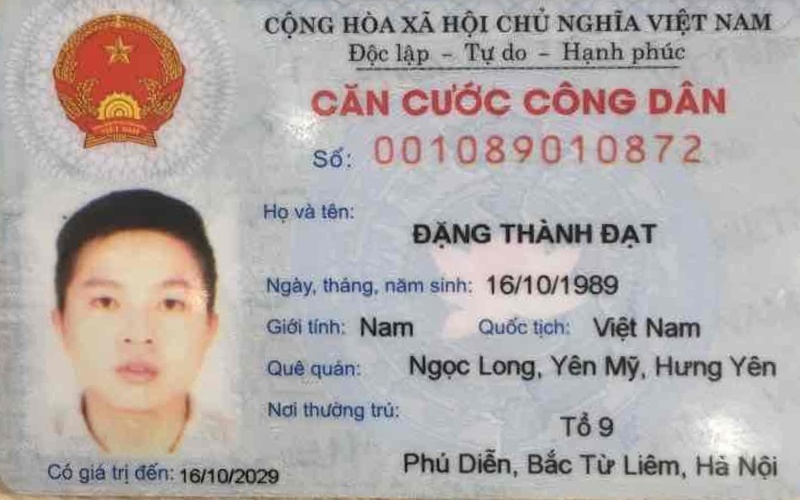 CỘNG HÒA XÃ HỘI CHỦ NGHĨA VIỆT NAM
Độc lập - Tự do - Hạnh phúc
CĂN CƯỚC CÔNG DÂN
Số: 001089010872
Họ và tên:
ĐẶNG THÀNH ĐẠT
Ngày, tháng, năm sinh: 16/10/1989
Giới tính: Nam Quốc tịch: Việt Nam
Quê quán: Ngọc Long, Yên Mỹ, Hưng Yên
Nơi thường trú: Tổ 9
Phú Diễn, Bắc Từ Liêm, Hà Nội
Có giá trị đến: 16/10/2029
VIỆT NAM